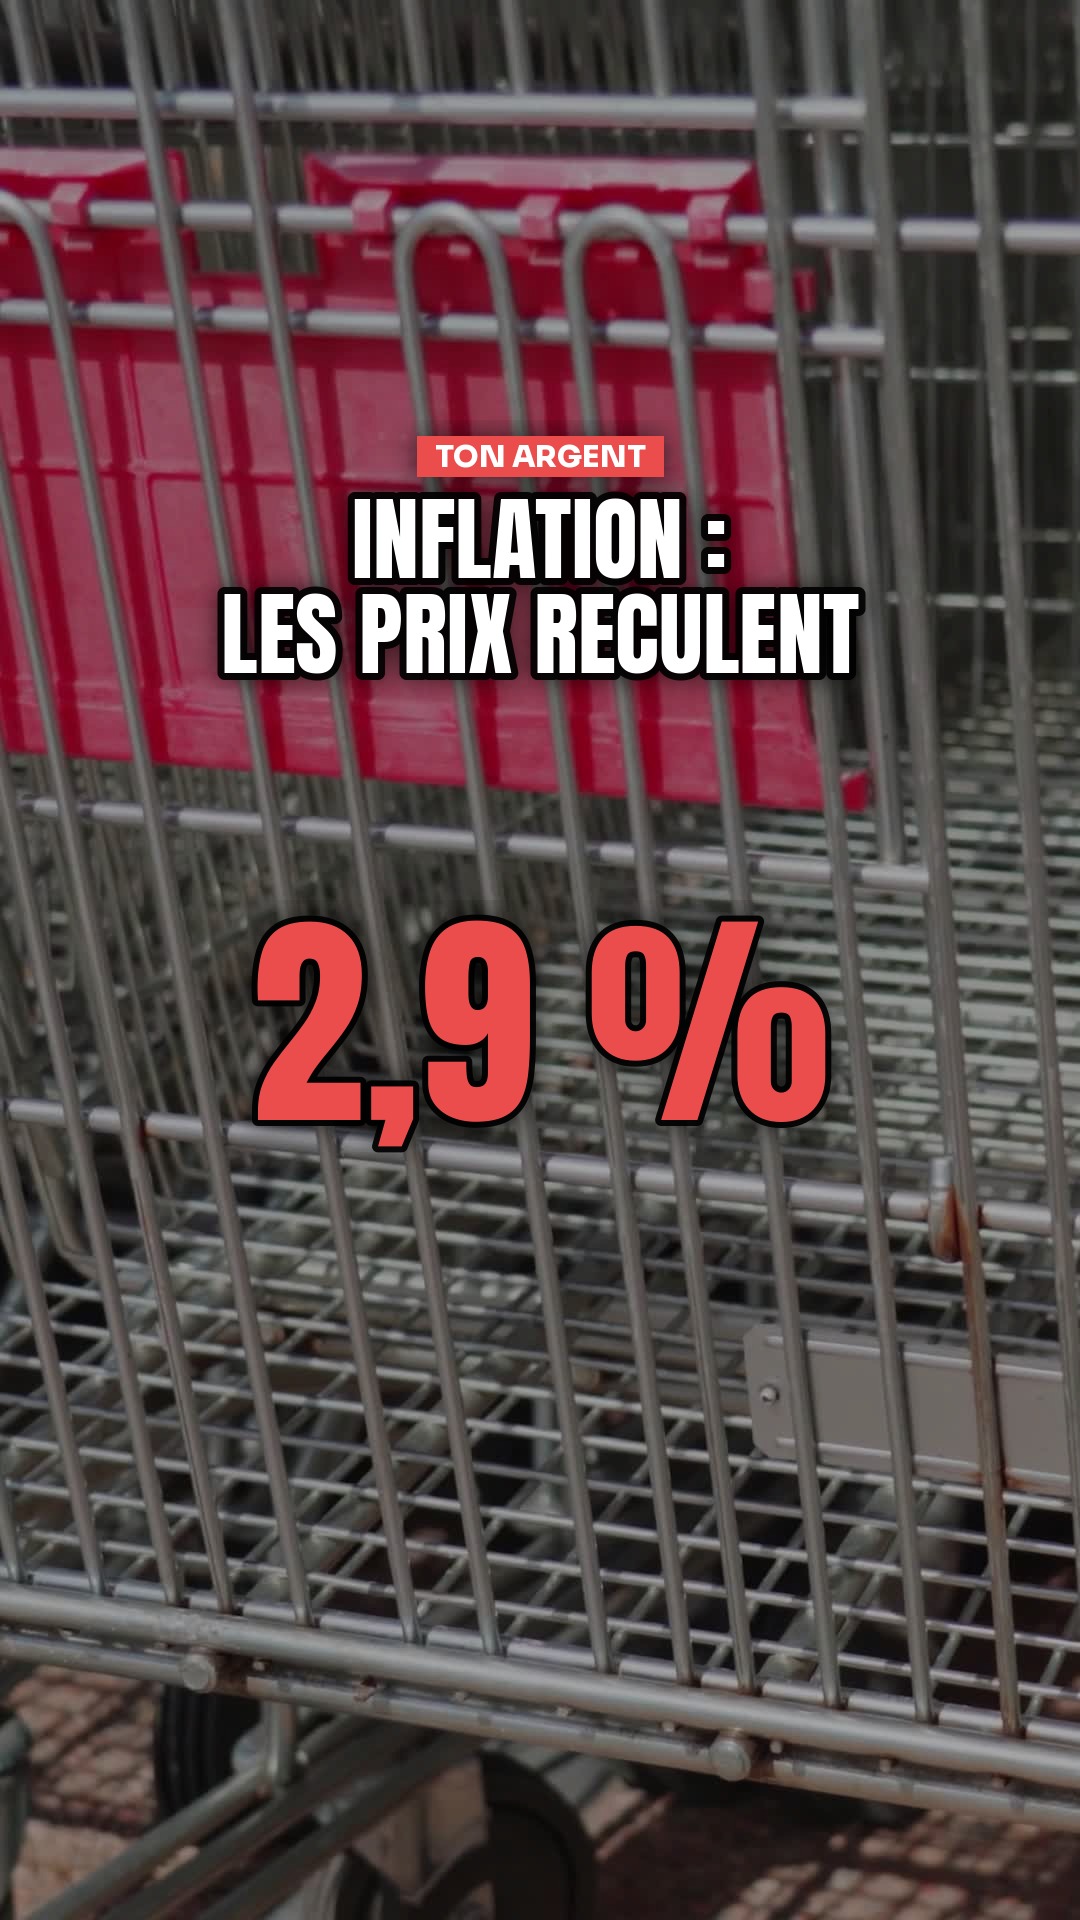 TON ARGENT
INFLATION :
LES PRIX RECULENT
2,9 %